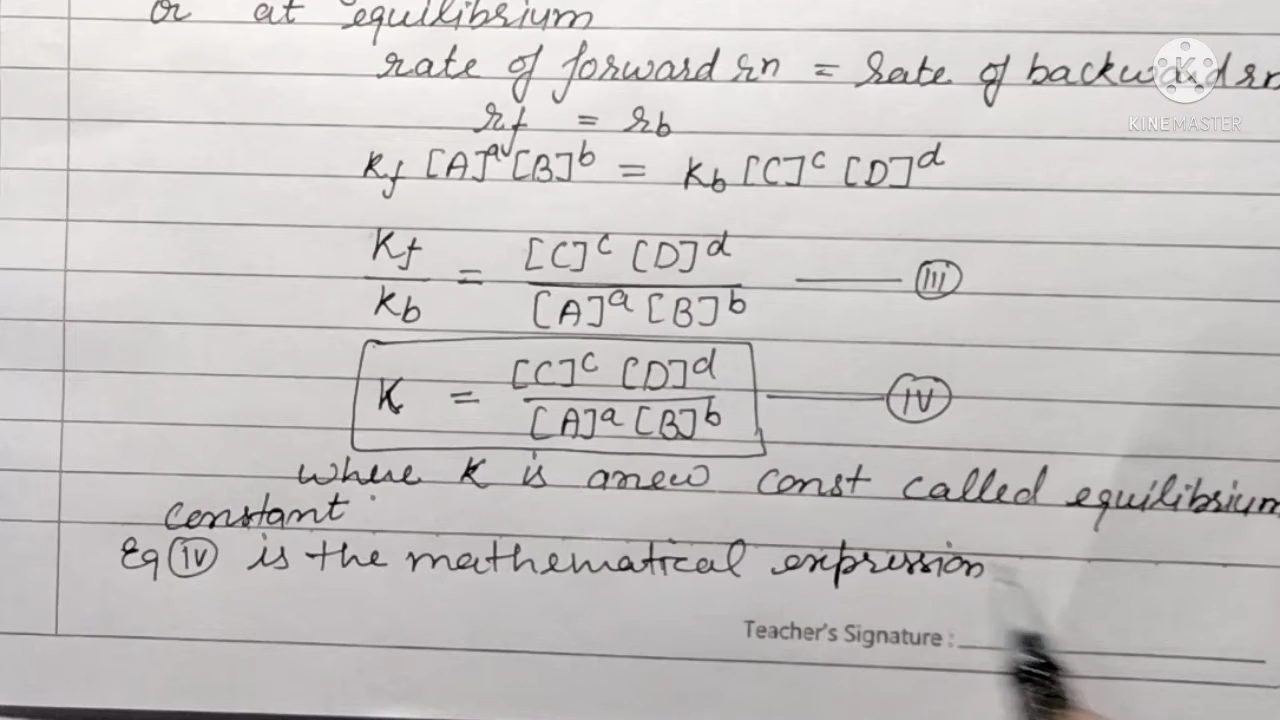 or at equilibrium
rate of forward rn = rate of backward rn
KINEMASTER
rf = rb
Kf [A]ᵃ [B]ᵇ = Kb [C]ᶜ [D]ᵈ
Kf / Kb = [C]ᶜ [D]ᵈ / [A]ᵃ [B]ᵇ —— III
K = [C]ᶜ [D]ᵈ / [A]ᵃ [B]ᵇ —— IV
where K is a new const called equilibrium
constant
Eq IV is the mathematical expression
Teacher's Signature :